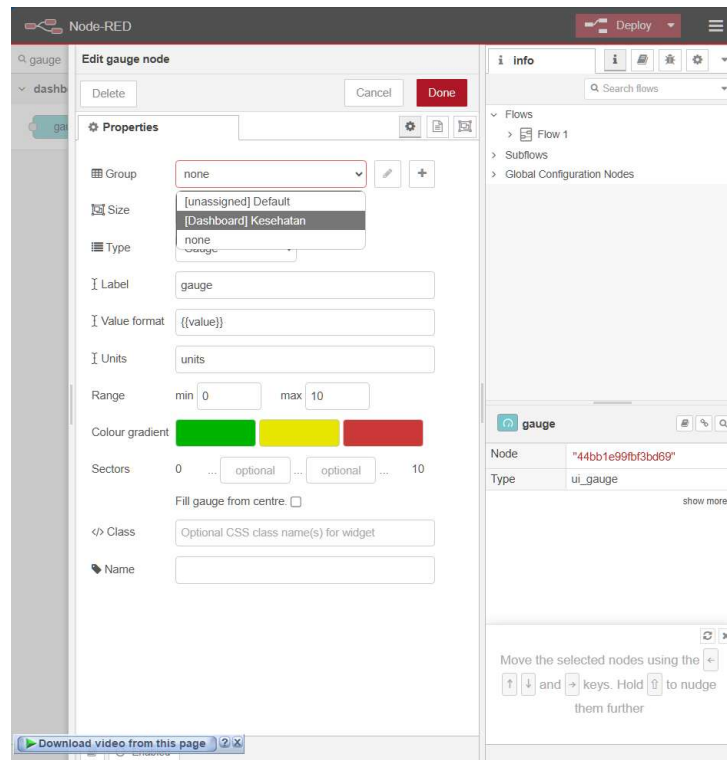 Node-RED
Deploy
gauge
dashb
gau
Edit gauge node
Delete
Cancel
Done
Properties
Group
none
[unassigned] Default
[Dashboard] Kesehatan
none
Size
Type
Gauge
Label
gauge
Value format
{{value}}
Units
units
Range
min 0
max 10
Colour gradient
Sectors
0 ... optional ... optional ... 10
Fill gauge from centre.
</> Class
Optional CSS class name(s) for widget
Name
Enabled
Download video from this page ? X
i info
i
Search flows
Flows
Flow 1
Subflows
Global Configuration Nodes
gauge
Node
"44bb1e99fbf3bd69"
Type
ui_gauge
show more
Move the selected nodes using the ←
↑ ↓ and → keys. Hold ⇧ to nudge
them further